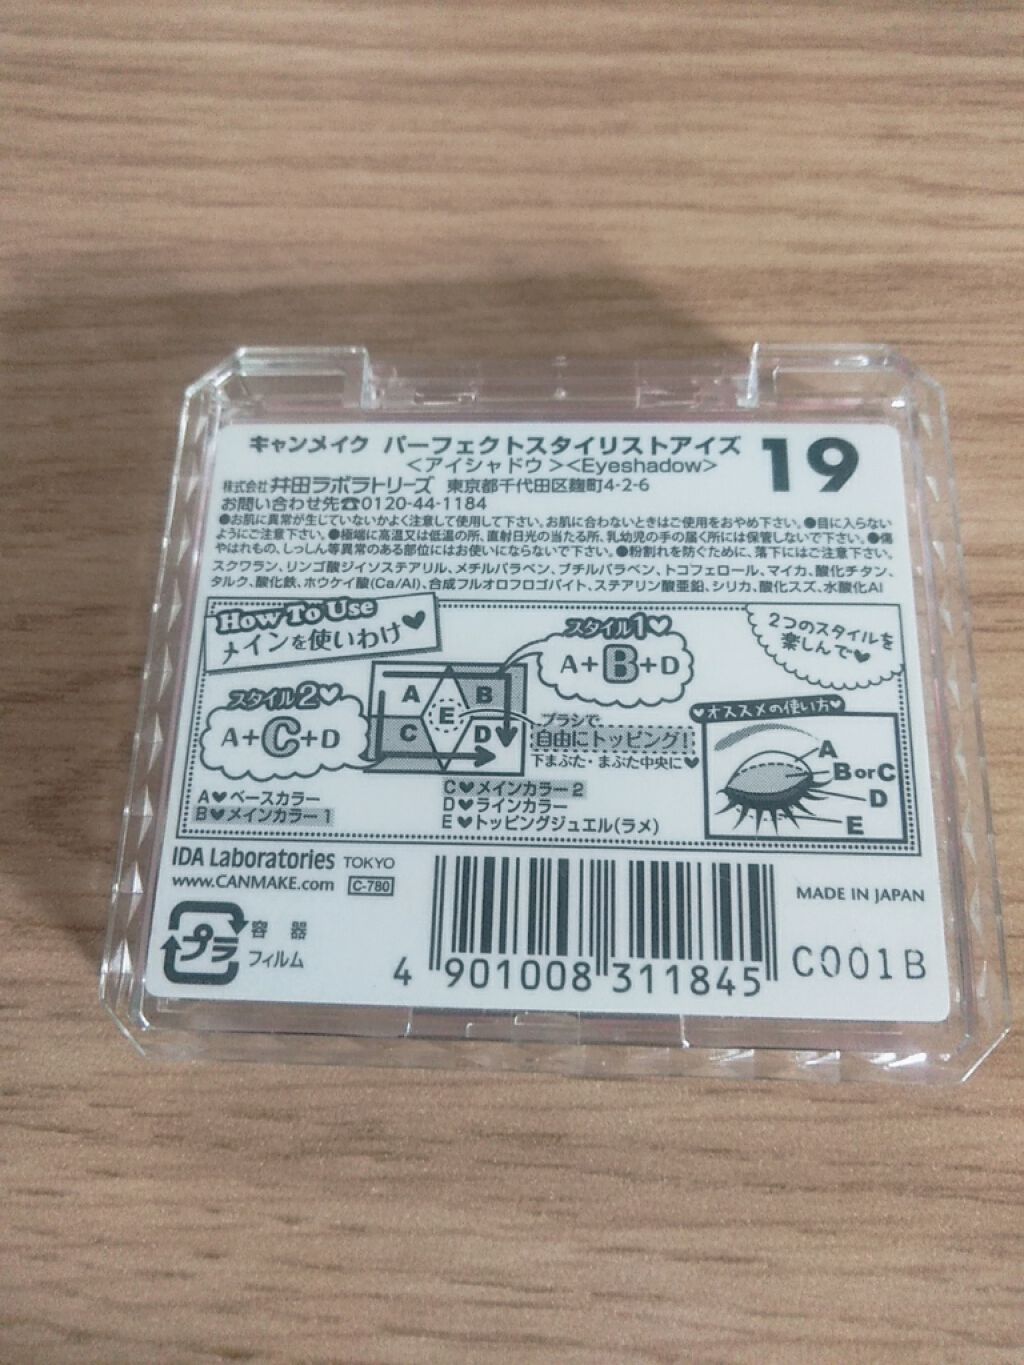 キャンメイク パーフェクトスタイリストアイズ 19
＜アイシャドウ＞<Eyeshadow>
株式会社 井田ラボラトリーズ 東京都千代田区麹町4-2-6
お問い合わせ先☎0120-44-1184
●お肌に異常が生じていないかよく注意して使用して下さい。お肌に合わないときはご使用をおやめ下さい。●目に入らない
ようにご注意下さい。●極端に高温又は低温の所、直射日光の当たる所、乳幼児の手の届く所には保管しないで下さい。●傷
やはれもの、しっしん等異常のある部位にはお使いにならないで下さい。●粉割れを防ぐために、落下にはご注意下さい。
スクワラン、リンゴ酸ジイソステアリル、メチルパラベン、ブチルパラベン、トコフェロール、マイカ、酸化チタン、
タルク、酸化鉄、ホウケイ酸(Ca/Al)、合成フルオロフロゴパイト、ステアリン酸亜鉛、シリカ、酸化スズ、水酸化Al
How To Use
メインを使いわけ♥
スタイル1♥
A+B+D
2つのスタイルを
楽しんで♥
スタイル2♥
A+C+D
A
B
E
C
D
ブラシで
自由にトッピング!
下まぶた・まぶた中央に♥
♥オススメの使い方♥
A
B or C
D
E
A♥ベースカラー
B♥メインカラー1
C♥メインカラー2
D♥ラインカラー
E♥トッピングジュエル(ラメ)
IDA Laboratories TOKYO
www.CANMAKE.com C-780
MADE IN JAPAN
プラ
容器
フィルム
4 901008 311845
C001B